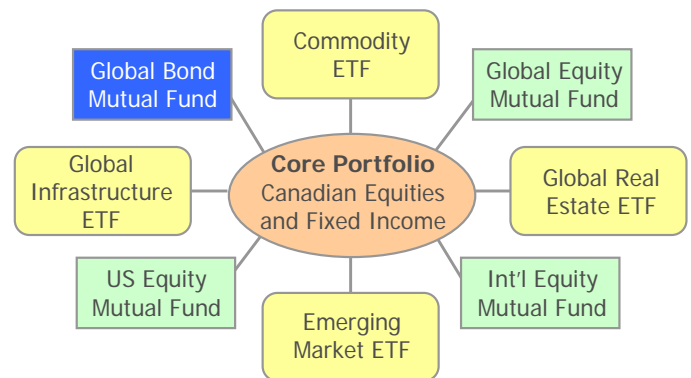 Commodity
ETF
Global Bond
Mutual Fund
Global Equity
Mutual Fund
Global
Infrastructure
ETF
Core Portfolio
Canadian Equities
and Fixed Income
Global Real
Estate ETF
US Equity
Mutual Fund
Int'l Equity
Mutual Fund
Emerging
Market ETF